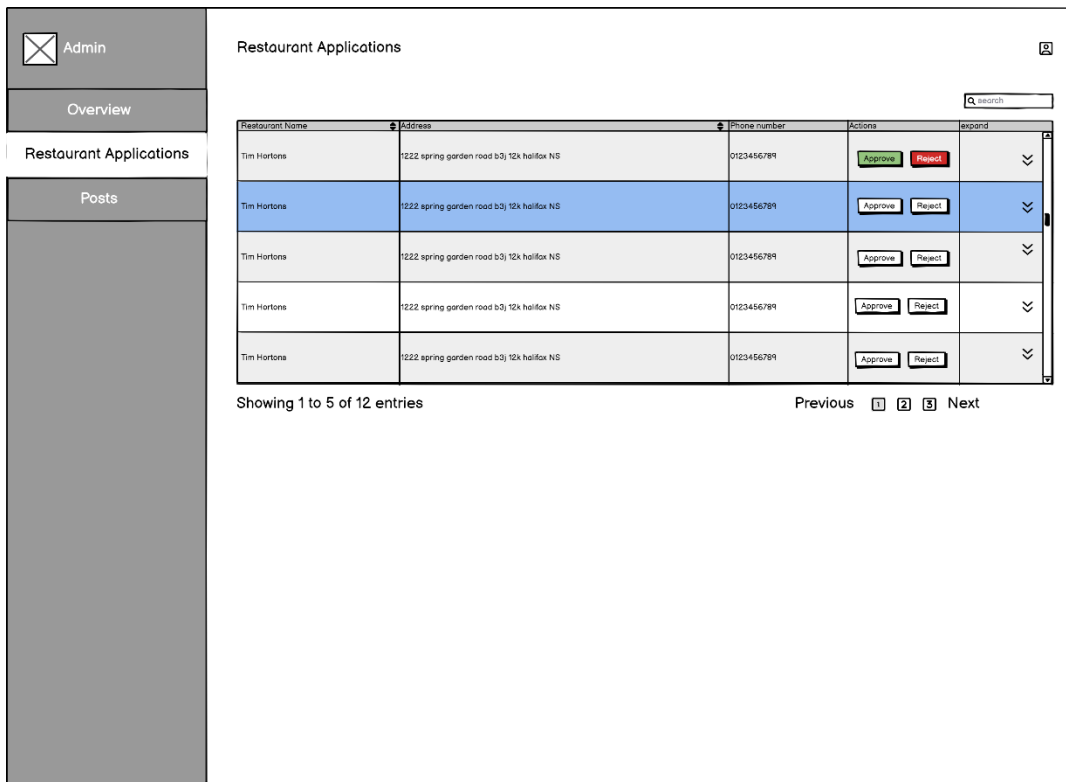 Admin
Restaurant Applications
Overview
Restaurant Applications
Posts
search
Restaurant Name Address Phone number Actions expand
Tim Hortons 1222 spring garden road b3j 12k halifax NS 0123456789 Approve Reject
Tim Hortons 1222 spring garden road b3j 12k halifax NS 0123456789 Approve Reject
Tim Hortons 1222 spring garden road b3j 12k halifax NS 0123456789 Approve Reject
Tim Hortons 1222 spring garden road b3j 12k halifax NS 0123456789 Approve Reject
Tim Hortons 1222 spring garden road b3j 12k halifax NS 0123456789 Approve Reject
Showing 1 to 5 of 12 entries
Previous 1 2 3 Next